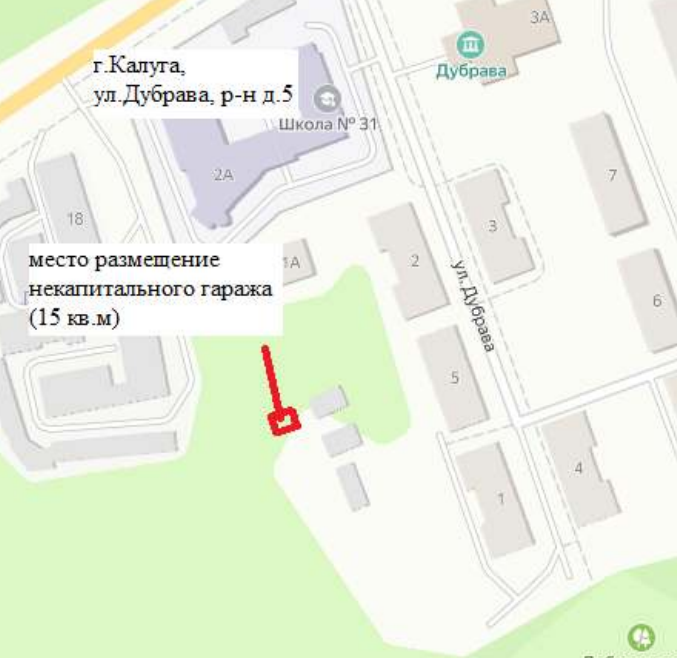 3А
г.Калуга,
ул.Дубрава, р-н д.5
Дубрава
Школа № 31
2А
7
18
3
место размещение
некапитального гаража
(15 кв.м)
1А
2
ул.Дубрава
6
5
4
1